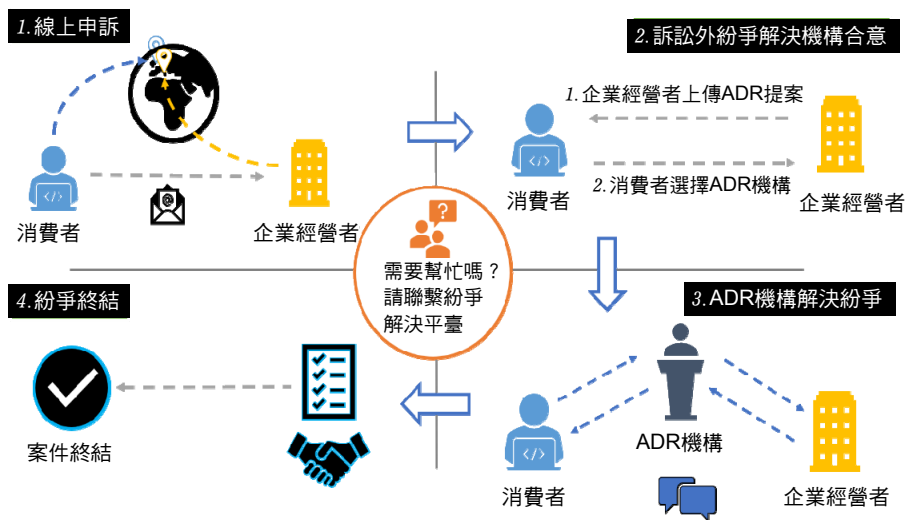 1.線上申訴
消費者
企業經營者
2.訴訟外紛爭解決機構合意
1.企業經營者上傳ADR提案
2.消費者選擇ADR機構
消費者
企業經營者
需要幫忙嗎？
請聯繫紛爭
解決平臺
3.ADR機構解決紛爭
ADR機構
消費者
企業經營者
4.紛爭終結
案件終結